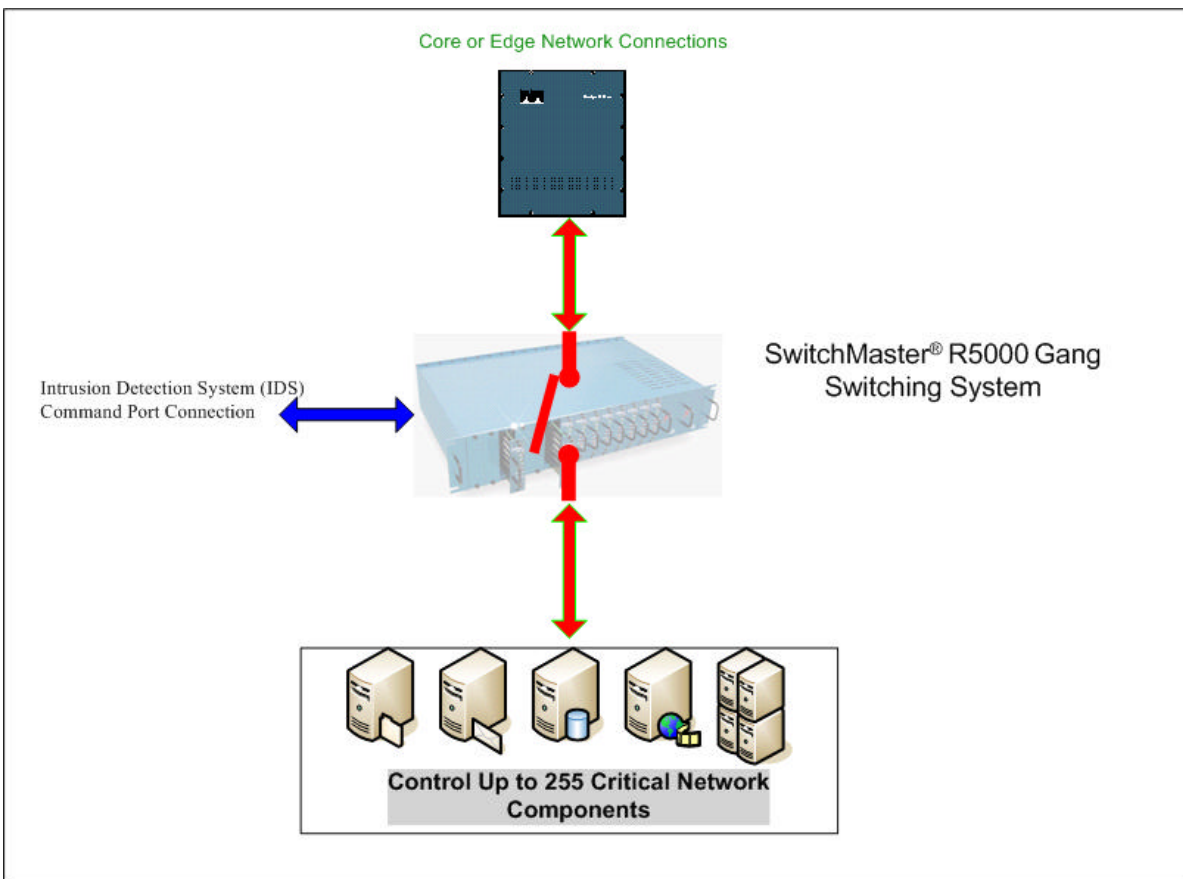 Core or Edge Network Connections
SwitchMaster® R5000 Gang
Switching System
Intrusion Detection System (IDS)
Command Port Connection
Control Up to 255 Critical Network
Components